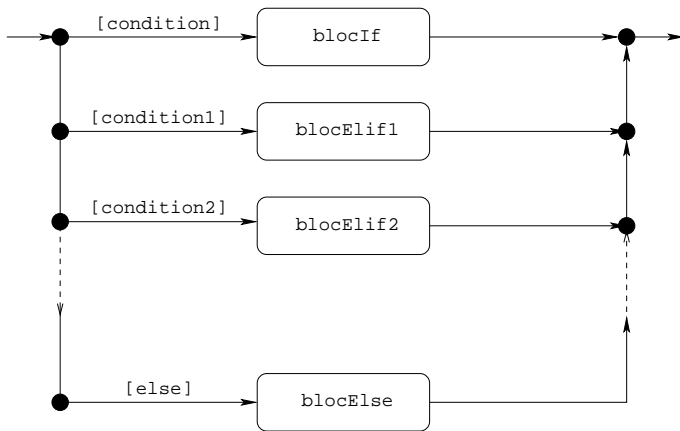 [condition] blocIf
[condition1] blocElif1
[condition2] blocElif2
[else] blocElse